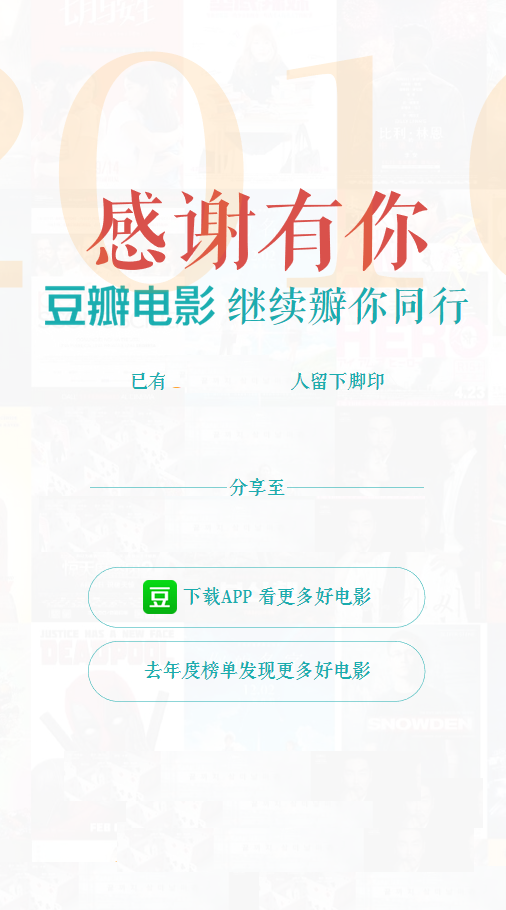 2016
感谢有你
豆瓣电影 继续瓣你同行
已有 _ 人留下脚印
分享至
豆 下载APP 看更多好电影
去年度榜单发现更多好电影
DEADPOOL
SNOWDEN